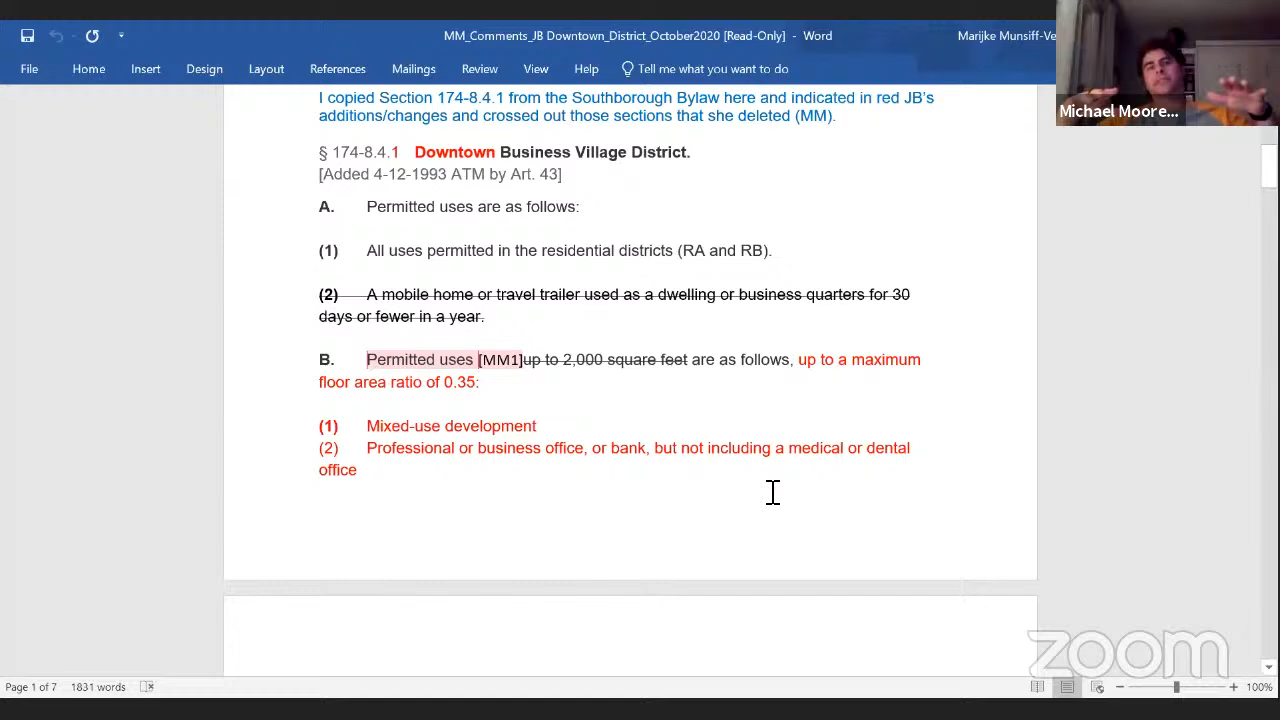 MM_Comments_JB Downtown_District_October2020 [Read-Only] - Word
Marijke Munsiff-Ve
File Home Insert Design Layout References Mailings Review View Help Tell me what you want to do
Michael Moore...
I copied Section 174-8.4.1 from the Southborough Bylaw here and indicated in red JB's
additions/changes and crossed out those sections that she deleted (MM).
§ 174-8.4.1 Downtown Business Village District.
[Added 4-12-1993 ATM by Art. 43]
A. Permitted uses are as follows:
(1) All uses permitted in the residential districts (RA and RB).
(2) A mobile home or travel trailer used as a dwelling or business quarters for 30
days or fewer in a year.
B. Permitted uses [MM1]up to 2,000 square feet are as follows, up to a maximum
floor area ratio of 0.35:
(1) Mixed-use development
(2) Professional or business office, or bank, but not including a medical or dental
office
zoom
Page 1 of 7 1831 words
100%